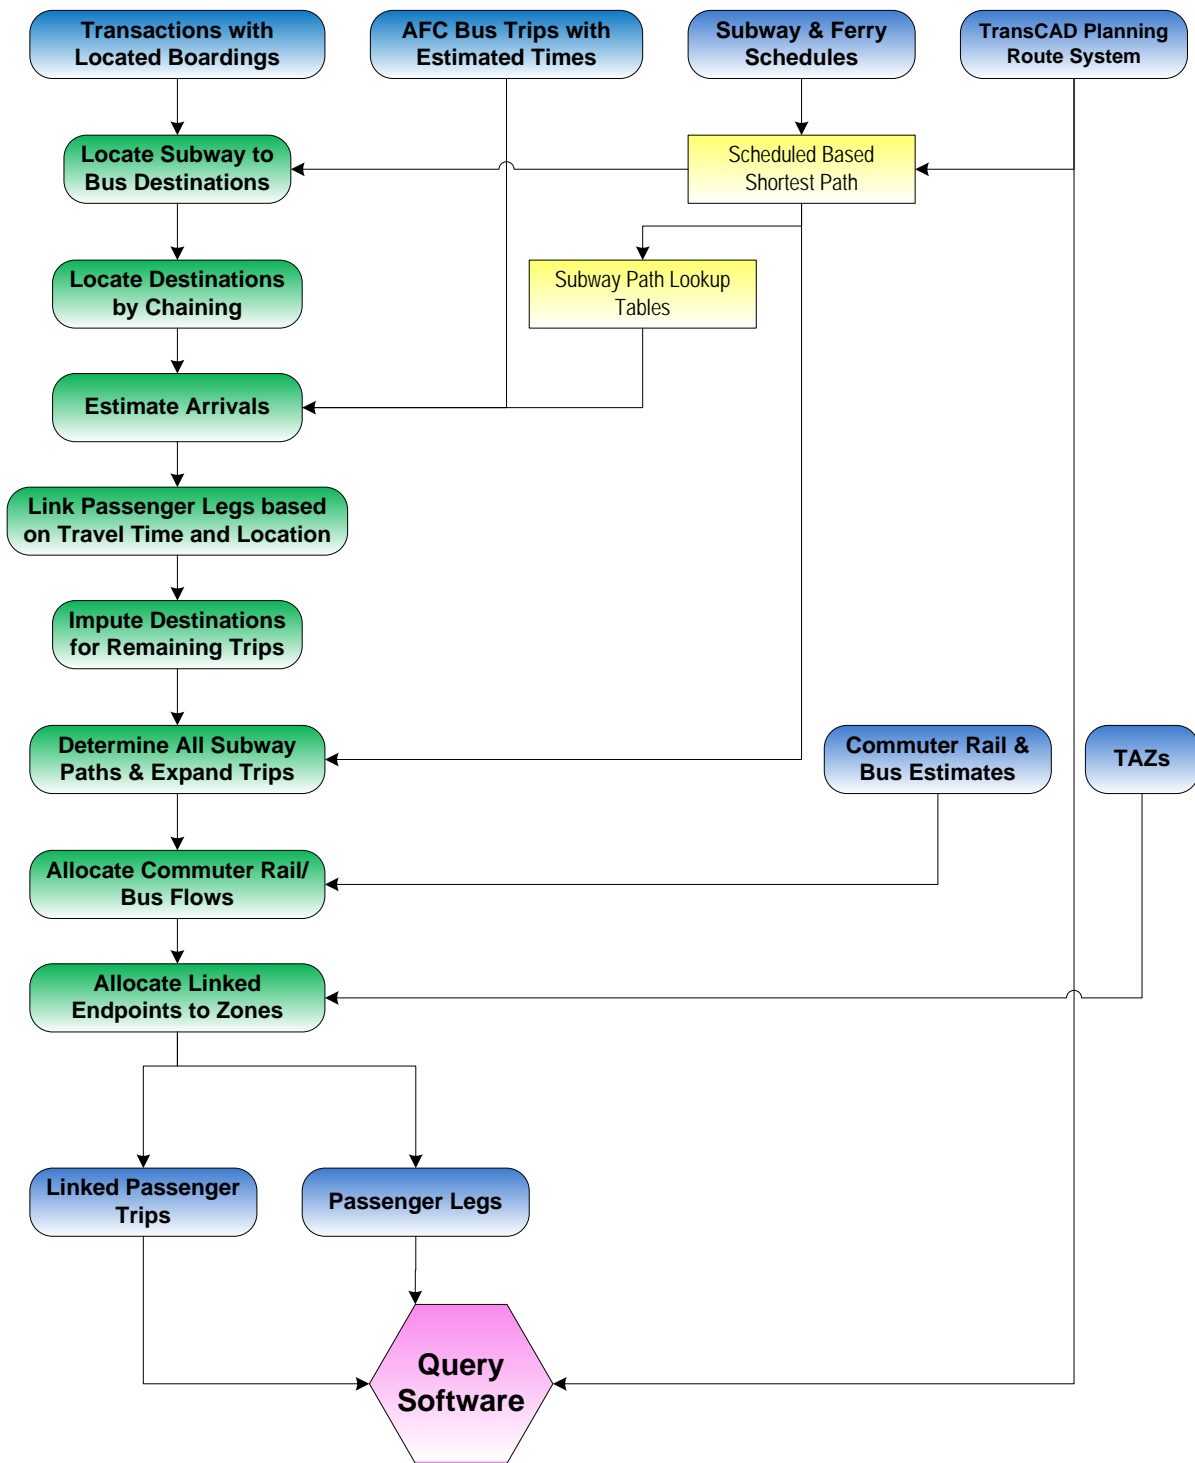 Transactions with
Located Boardings
AFC Bus Trips with
Estimated Times
Subway & Ferry
Schedules
TransCAD Planning
Route System
Locate Subway to
Bus Destinations
Scheduled Based
Shortest Path
Locate Destinations
by Chaining
Subway Path Lookup
Tables
Estimate Arrivals
Link Passenger Legs based
on Travel Time and Location
Impute Destinations
for Remaining Trips
Determine All Subway
Paths & Expand Trips
Commuter Rail &
Bus Estimates
TAZs
Allocate Commuter Rail/
Bus Flows
Allocate Linked
Endpoints to Zones
Linked Passenger
Trips
Passenger Legs
Query
Software